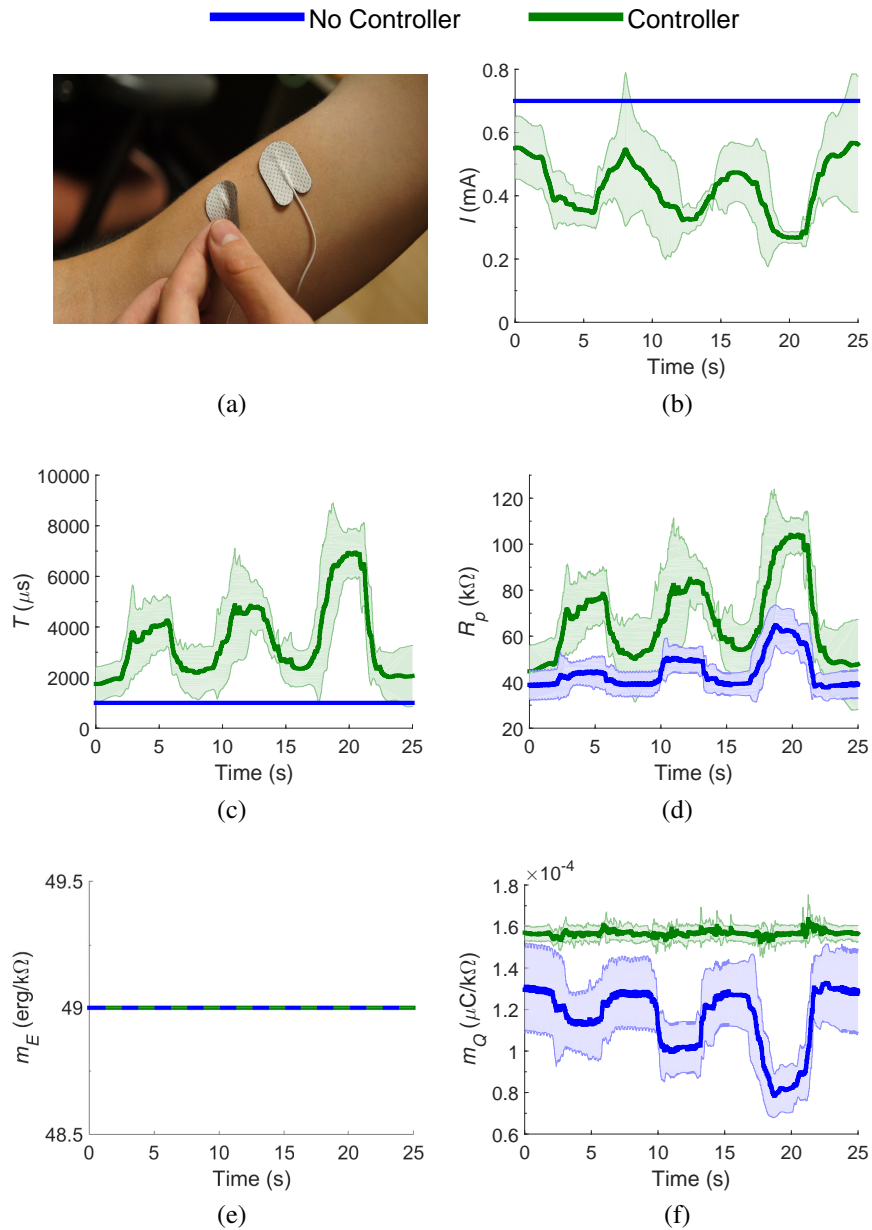 No Controller Controller
(a)
0.8
0.6
0.4
0.2
0
I (mA)
0 5 10 15 20 25
Time (s)
(b)
10000
8000
6000
4000
2000
0
T (μs)
0 5 10 15 20 25
Time (s)
(c)
120
100
80
60
40
20
R_p (kΩ)
0 5 10 15 20 25
Time (s)
(d)
49.5
49
48.5
m_E (erg/kΩ)
0 5 10 15 20 25
Time (s)
(e)
×10^-4
1.8
1.6
1.4
1.2
1
0.8
0.6
m_Q (μC/kΩ)
0 5 10 15 20 25
Time (s)
(f)